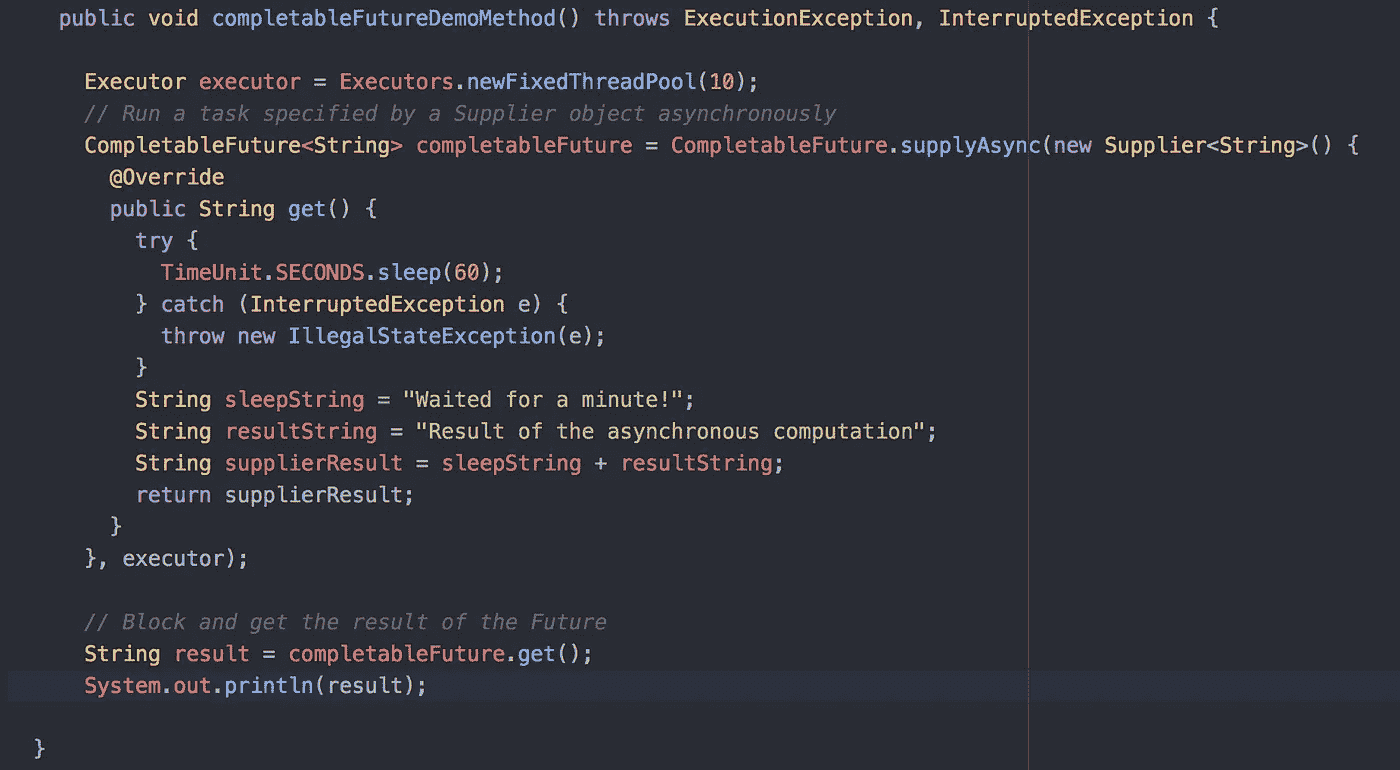 public void completableFutureDemoMethod() throws ExecutionException, InterruptedException {
Executor executor = Executors.newFixedThreadPool(10);
// Run a task specified by a Supplier object asynchronously
CompletableFuture<String> completableFuture = CompletableFuture.supplyAsync(new Supplier<String>() {
@Override
public String get() {
try {
TimeUnit.SECONDS.sleep(60);
} catch (InterruptedException e) {
throw new IllegalStateException(e);
}
String sleepString = "Waited for a minute!";
String resultString = "Result of the asynchronous computation";
String supplierResult = sleepString + resultString;
return supplierResult;
}
}, executor);
// Block and get the result of the Future
String result = completableFuture.get();
System.out.println(result);
}